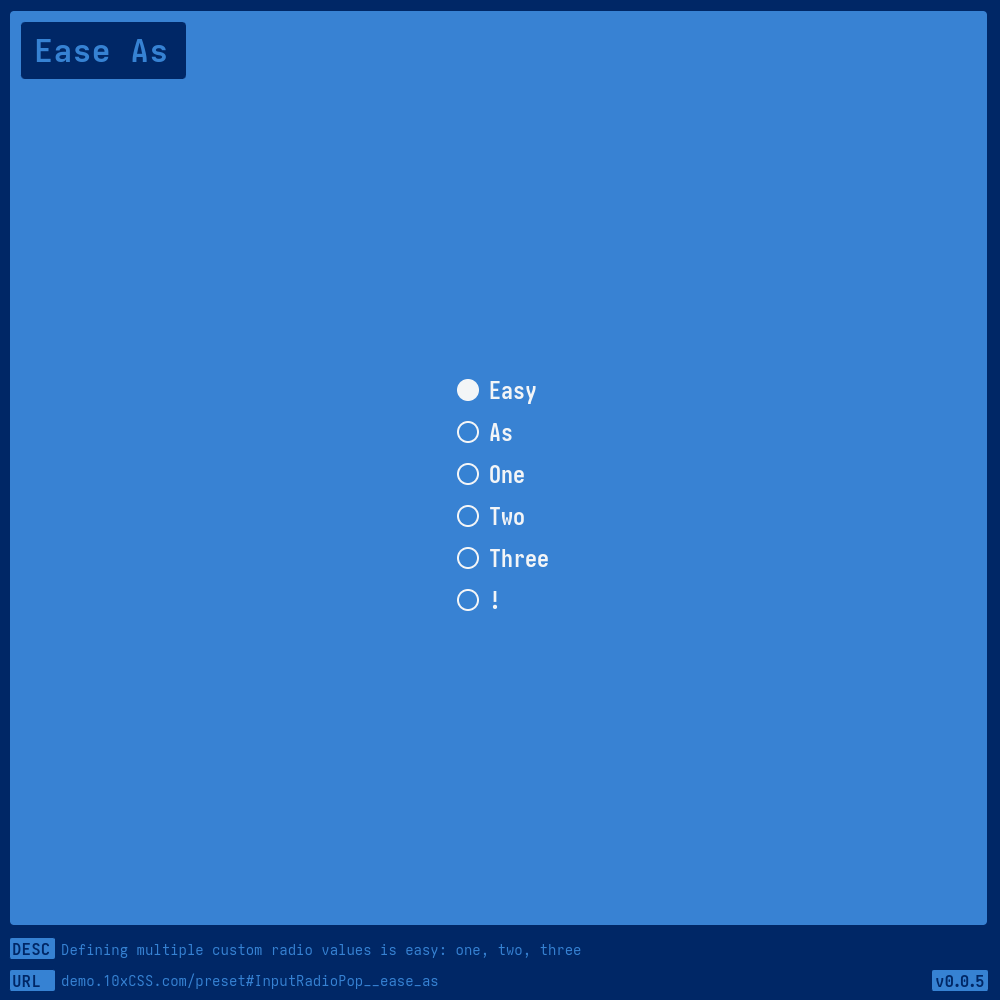 Ease As
Easy
As
One
Two
Three
!
DESC Defining multiple custom radio values is easy: one, two, three
URL demo.10xCSS.com/preset#InputRadioPop__ease_as v0.0.5